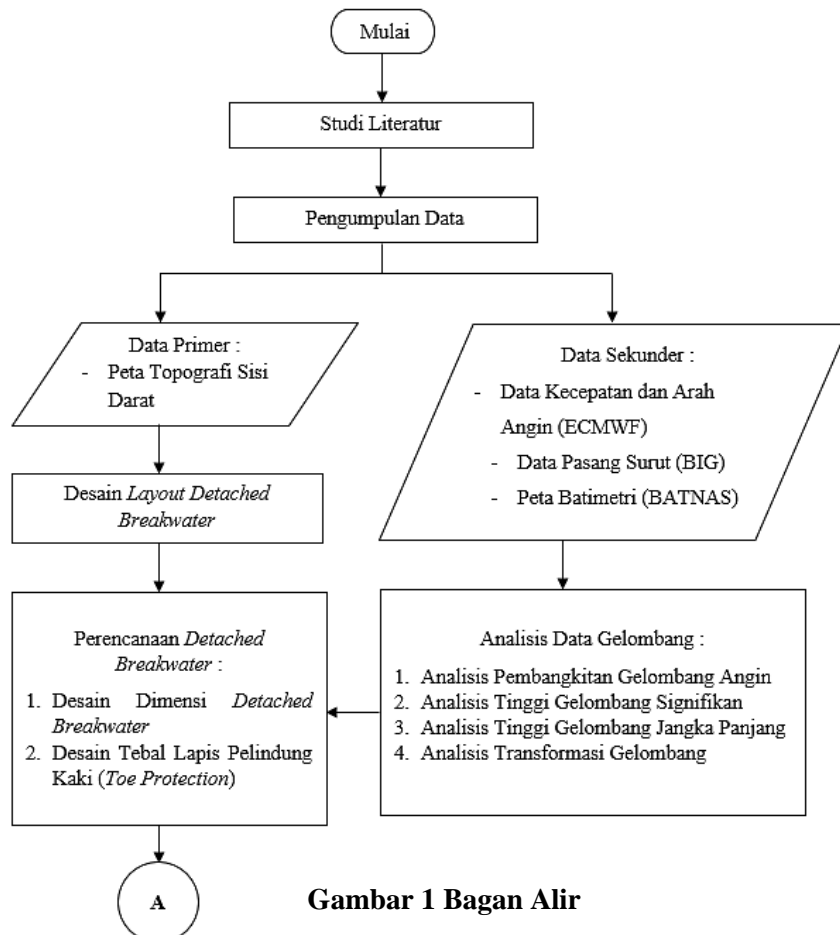 Mulai
Studi Literatur
Pengumpulan Data
Data Primer :
- Peta Topografi Sisi
Darat
Data Sekunder :
- Data Kecepatan dan Arah
Angin (ECMWF)
- Data Pasang Surut (BIG)
- Peta Batimetri (BATNAS)
Desain Layout Detached
Breakwater
Perencanaan Detached
Breakwater :
1. Desain Dimensi Detached
Breakwater
2. Desain Tebal Lapis Pelindung
Kaki (Toe Protection)
Analisis Data Gelombang :
1. Analisis Pembangkitan Gelombang Angin
2. Analisis Tinggi Gelombang Signifikan
3. Analisis Tinggi Gelombang Jangka Panjang
4. Analisis Transformasi Gelombang
A
Gambar 1 Bagan Alir